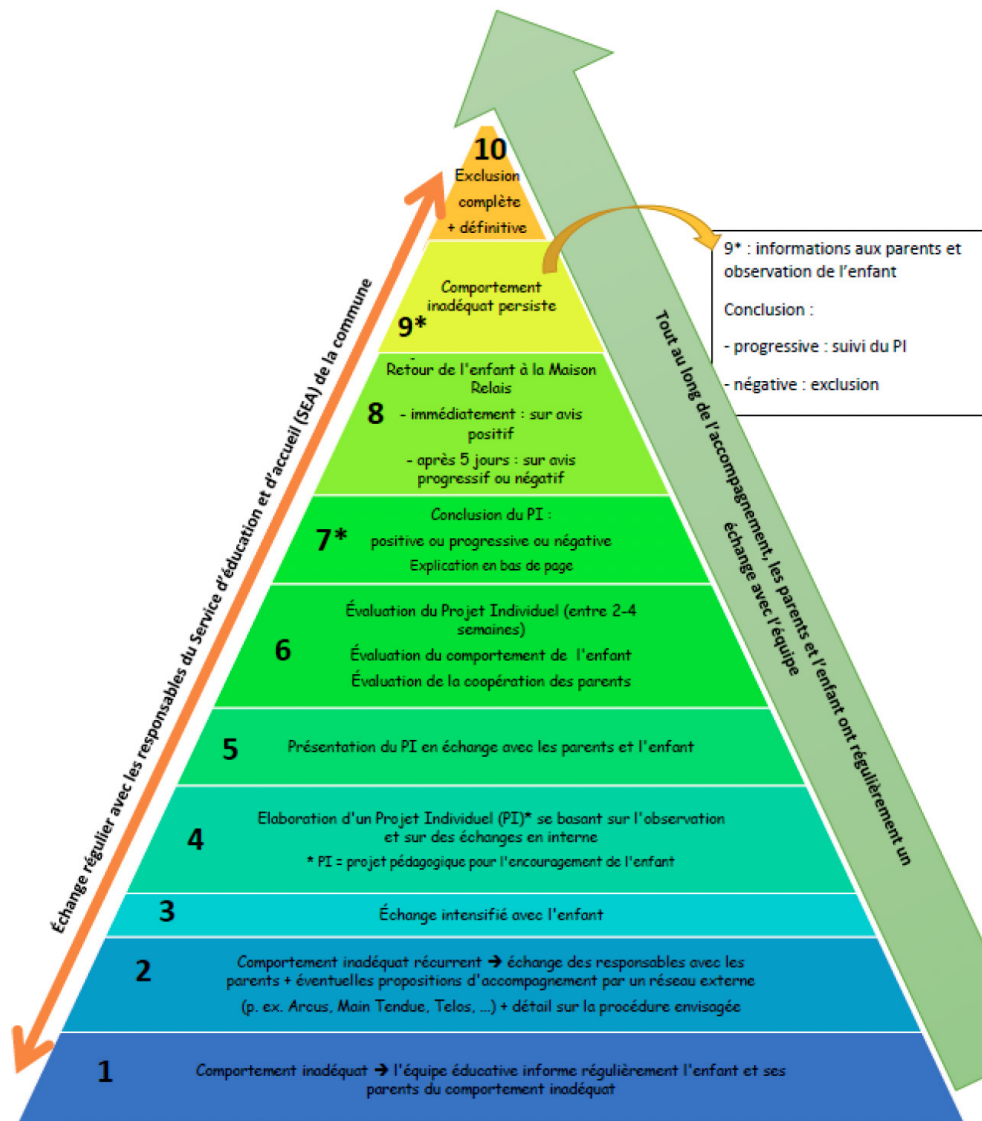 10
Exclusion
complète
+ définitive
Comportement
inadéquat persiste
9*
Retour de l'enfant à la Maison
Relais
8
- immédiatement : sur avis
positif
- après 5 jours : sur avis
progressif ou négatif
Conclusion du PI :
7*
positive ou progressive ou négative
Explication en bas de page
Évaluation du Projet Individuel (entre 2-4
semaines)
6
Évaluation du comportement de l'enfant
Évaluation de la coopération des parents
5
Présentation du PI en échange avec les parents et l'enfant
4
Elaboration d'un Projet Individuel (PI)* se basant sur l'observation
et sur des échanges en interne
* PI = projet pédagogique pour l'encouragement de l'enfant
3
Échange intensifié avec l'enfant
2
Comportement inadéquat récurrent → échange des responsables avec les
parents + éventuelles propositions d'accompagnement par un réseau externe
(p. ex. Arcus, Main Tendue, Telos, ...) + détail sur la procédure envisagée
1
Comportement inadéquat → l'équipe éducative informe régulièrement l'enfant et ses
parents du comportement inadéquat
Échange régulier avec les responsables du Service d'éducation et d'accueil (SEA) de la commune
Tout au long de l'accompagnement, les parents et l'enfant ont régulièrement un
échange avec l'équipe
9* : informations aux parents et
observation de l'enfant
Conclusion :
- progressive : suivi du PI
- négative : exclusion